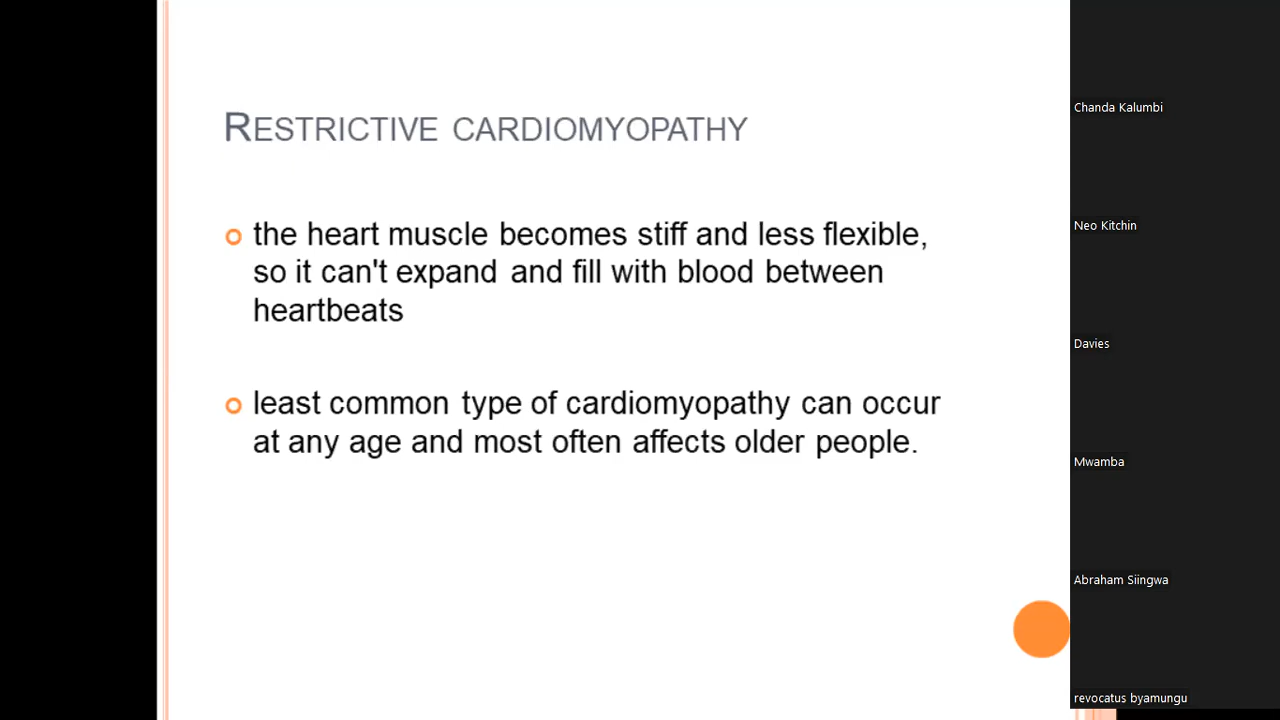 RESTRICTIVE CARDIOMYOPATHY
the heart muscle becomes stiff and less flexible,
so it can't expand and fill with blood between
heartbeats
least common type of cardiomyopathy can occur
at any age and most often affects older people.
Chanda Kalumbi
Neo Kitchin
Davies
Mwamba
Abraham Siingwa
revocatus byamungu